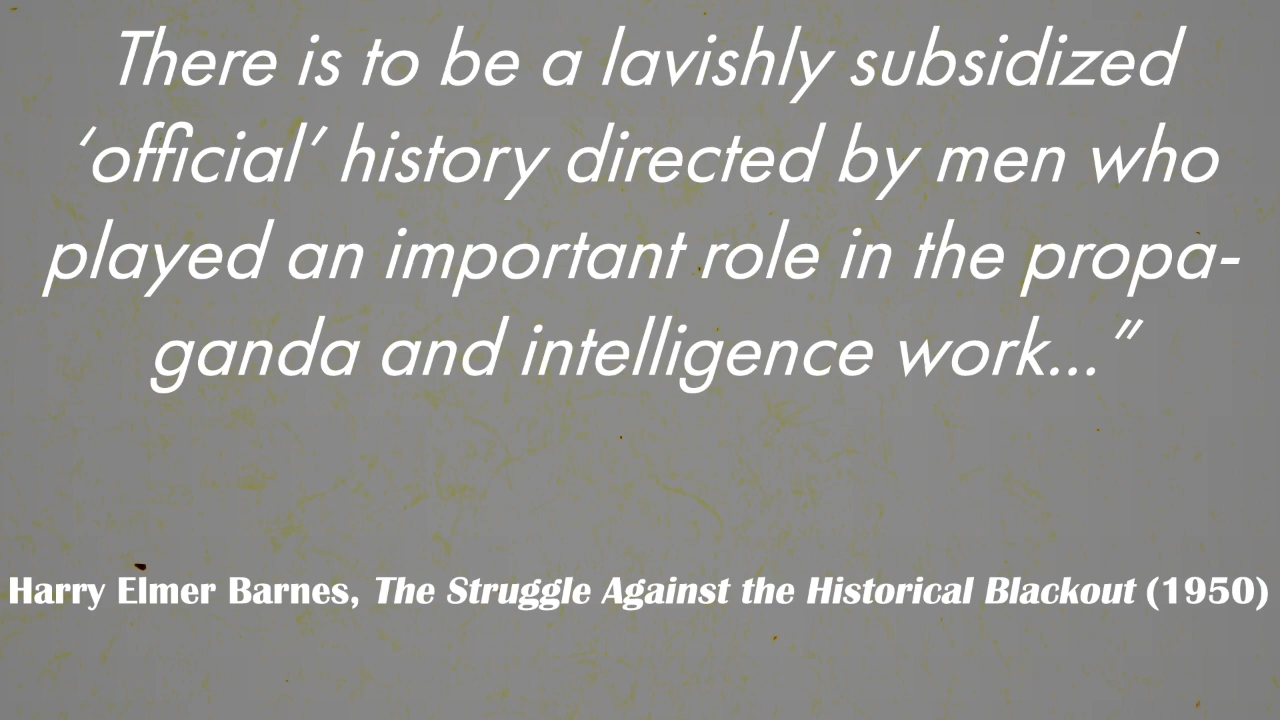 There is to be a lavishly subsidized
‘official’ history directed by men who
played an important role in the propa-
ganda and intelligence work...”
Harry Elmer Barnes, The Struggle Against the Historical Blackout (1950)